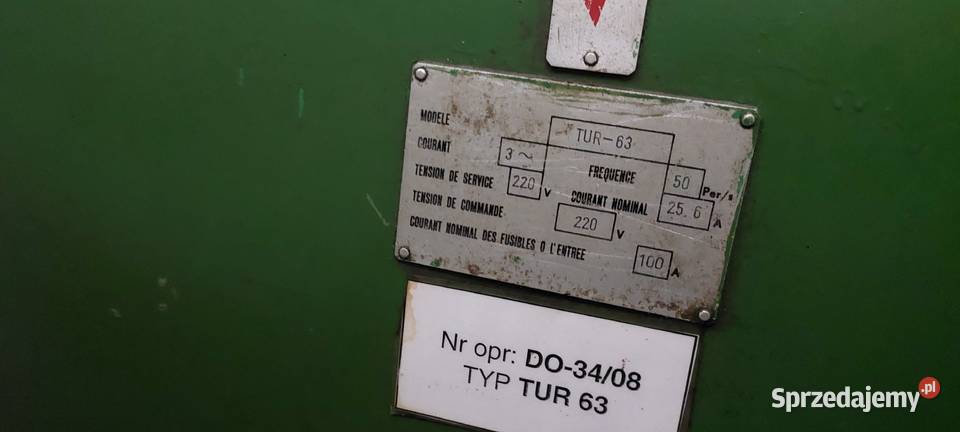 MODELE TUR-63
COURANT 3~ FREQUENCE 50 Per/s
TENSION DE SERVICE 220 V COURANT NOMINAL 25.6 A
TENSION DE COMMANDE 220 V
COURANT NOMINAL DES FUSIBLES O L'ENTREE 100 A
Nr opr: DO-34/08
TYP TUR 63
Sprzedajemy.pl